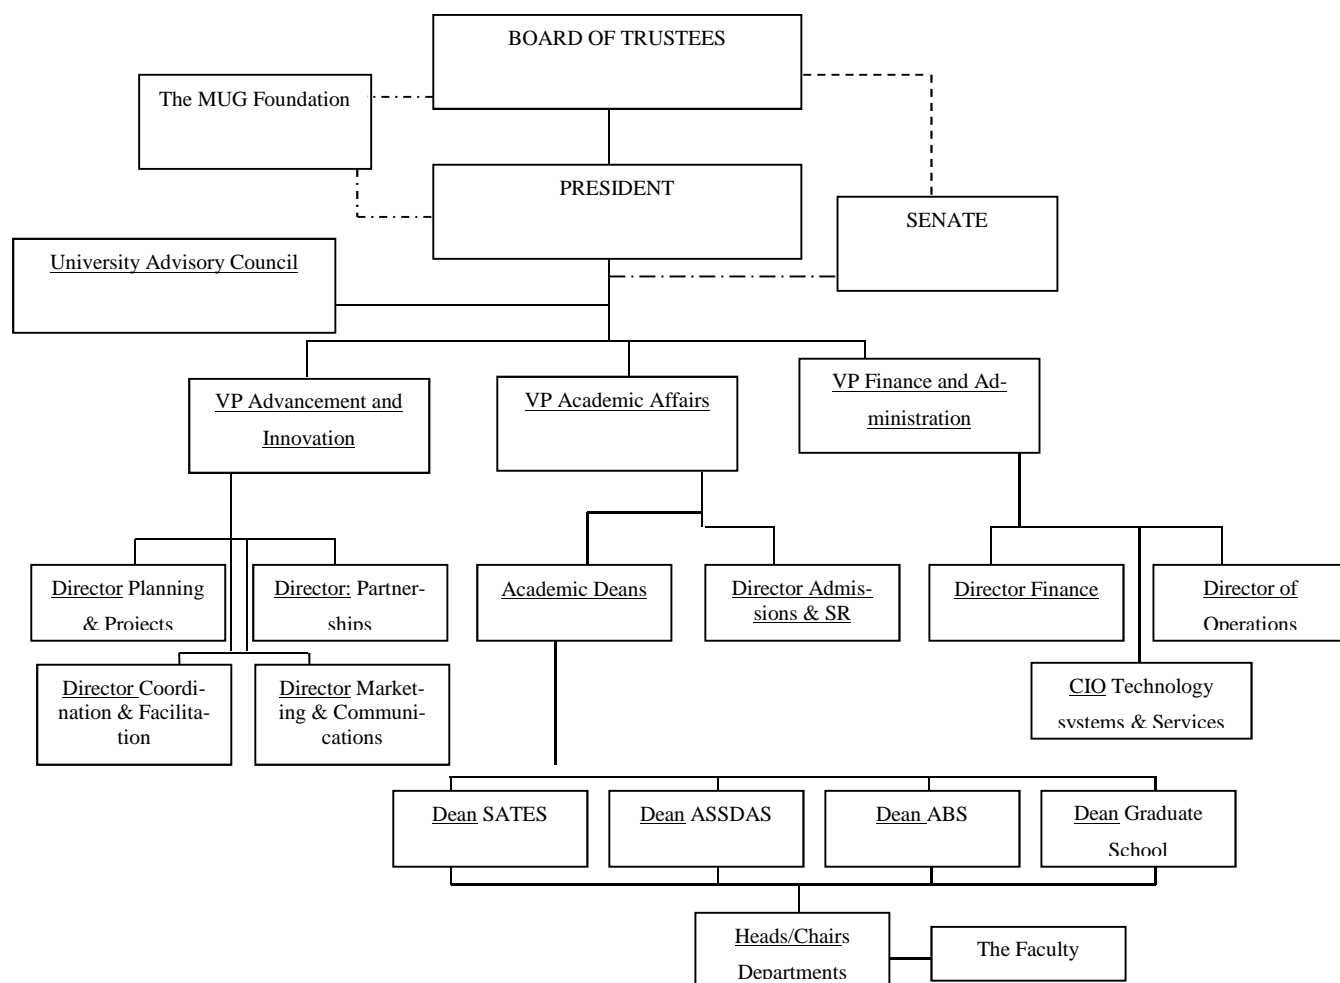 BOARD OF TRUSTEES
The MUG Foundation
PRESIDENT
SENATE
University Advisory Council
VP Advancement and
Innovation
VP Academic Affairs
VP Finance and Ad-
ministration
Director Planning
& Projects
Director: Partner-
ships
Academic Deans
Director Admis-
sions & SR
Director Finance
Director of
Operations
Director Coordi-
nation & Facilita-
tion
Director Market-
ing & Communi-
cations
CIO Technology
systems & Services
Dean SATES
Dean ASSDAS
Dean ABS
Dean Graduate
School
Heads/Chairs
Departments
The Faculty